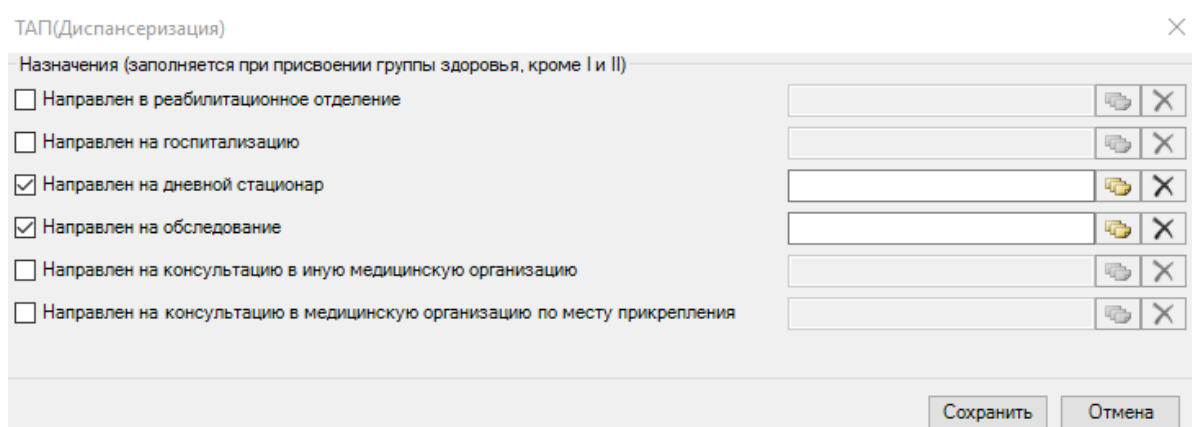 ТАП(Диспансеризация)
Назначения (заполняется при присвоении группы здоровья, кроме I и II)
Направлен в реабилитационное отделение
Направлен на госпитализацию
Направлен на дневной стационар
Направлен на обследование
Направлен на консультацию в иную медицинскую организацию
Направлен на консультацию в медицинскую организацию по месту прикрепления
Сохранить Отмена